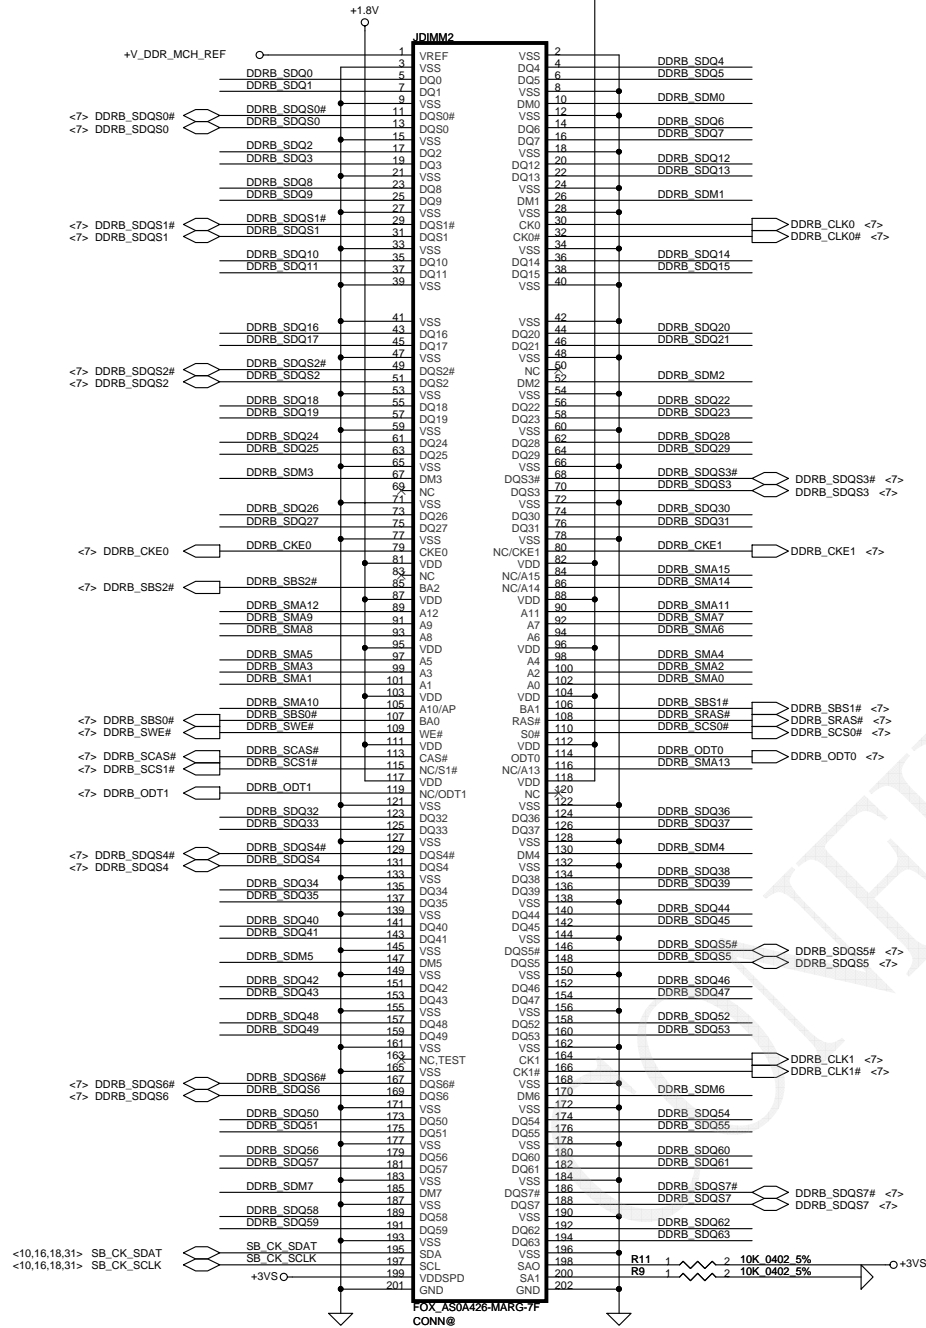 +1.8V
JDIMM2
+V_DDR_MCH_REF 1 VREF VSS 2
3 VSS DQ4 4 DDRB_SDQ4
DDRB_SDQ0 5 DQ0 DQ5 6 DDRB_SDQ5
DDRB_SDQ1 7 DQ1 VSS 8
9 VSS DM0 10 DDRB_SDM0
<7> DDRB_SDQS0# DDRB_SDQS0# 11 DQS0# VSS 12
<7> DDRB_SDQS0 DDRB_SDQS0 13 DQS0 DQ6 14 DDRB_SDQ6
15 VSS DQ7 16 DDRB_SDQ7
DDRB_SDQ2 17 DQ2 VSS 18
DDRB_SDQ3 19 DQ3 DQ12 20 DDRB_SDQ12
21 VSS DQ13 22 DDRB_SDQ13
DDRB_SDQ8 23 DQ8 VSS 24
DDRB_SDQ9 25 DQ9 DM1 26 DDRB_SDM1
27 VSS VSS 28
<7> DDRB_SDQS1# DDRB_SDQS1# 29 DQS1# CK0 30 DDRB_CLK0 <7>
<7> DDRB_SDQS1 DDRB_SDQS1 31 DQS1 CK0# 32 DDRB_CLK0# <7>
33 VSS VSS 34
DDRB_SDQ10 35 DQ10 DQ14 36 DDRB_SDQ14
DDRB_SDQ11 37 DQ11 DQ15 38 DDRB_SDQ15
39 VSS VSS 40
41 VSS VSS 42
DDRB_SDQ16 43 DQ16 DQ20 44 DDRB_SDQ20
DDRB_SDQ17 45 DQ17 DQ21 46 DDRB_SDQ21
47 VSS VSS 48
<7> DDRB_SDQS2# DDRB_SDQS2# 49 DQS2# NC 50
<7> DDRB_SDQS2 DDRB_SDQS2 51 DQS2 DM2 52 DDRB_SDM2
53 VSS VSS 54
DDRB_SDQ18 55 DQ18 DQ22 56 DDRB_SDQ22
DDRB_SDQ19 57 DQ19 DQ23 58 DDRB_SDQ23
59 VSS VSS 60
DDRB_SDQ24 61 DQ24 DQ28 62 DDRB_SDQ28
DDRB_SDQ25 63 DQ25 DQ29 64 DDRB_SDQ29
65 VSS VSS 66
DDRB_SDM3 67 DM3 DQS3# 68 DDRB_SDQS3# DDRB_SDQS3# <7>
69 NC DQS3 70 DDRB_SDQS3 DDRB_SDQS3 <7>
71 VSS VSS 72
DDRB_SDQ26 73 DQ26 DQ30 74 DDRB_SDQ30
DDRB_SDQ27 75 DQ27 DQ31 76 DDRB_SDQ31
77 VSS VSS 78
<7> DDRB_CKE0 DDRB_CKE0 79 CKE0 NC/CKE1 80 DDRB_CKE1 DDRB_CKE1 <7>
81 VDD VDD 82
83 NC NC/A15 84 DDRB_SMA15
<7> DDRB_SBS2# DDRB_SBS2# 85 BA2 NC/A14 86 DDRB_SMA14
87 VDD VDD 88
DDRB_SMA12 89 A12 A11 90 DDRB_SMA11
DDRB_SMA9 91 A9 A7 92 DDRB_SMA7
DDRB_SMA8 93 A8 A6 94 DDRB_SMA6
95 VDD VDD 96
DDRB_SMA5 97 A5 A4 98 DDRB_SMA4
DDRB_SMA3 99 A3 A2 100 DDRB_SMA2
DDRB_SMA1 101 A1 A0 102 DDRB_SMA0
103 VDD VDD 104
DDRB_SMA10 105 A10/AP BA1 106 DDRB_SBS1# DDRB_SBS1# <7>
<7> DDRB_SBS0# DDRB_SBS0# 107 BA0 RAS# 108 DDRB_SRAS# DDRB_SRAS# <7>
<7> DDRB_SWE# DDRB_SWE# 109 WE# S0# 110 DDRB_SCS0# DDRB_SCS0# <7>
111 VDD VDD 112
<7> DDRB_SCAS# DDRB_SCAS# 113 CAS# ODT0 114 DDRB_ODT0 DDRB_ODT0 <7>
<7> DDRB_SCS1# DDRB_SCS1# 115 NC/S1# NC/A13 116 DDRB_SMA13
117 VDD VDD 118
<7> DDRB_ODT1 DDRB_ODT1 119 NC/ODT1 NC 120
121 VSS VSS 122
DDRB_SDQ32 123 DQ32 DQ36 124 DDRB_SDQ36
DDRB_SDQ33 125 DQ33 DQ37 126 DDRB_SDQ37
127 VSS VSS 128
<7> DDRB_SDQS4# DDRB_SDQS4# 129 DQS4# DM4 130 DDRB_SDM4
<7> DDRB_SDQS4 DDRB_SDQS4 131 DQS4 VSS 132
133 VSS DQ38 134 DDRB_SDQ38
DDRB_SDQ34 135 DQ34 DQ39 136 DDRB_SDQ39
DDRB_SDQ35 137 DQ35 VSS 138
139 VSS DQ44 140 DDRB_SDQ44
DDRB_SDQ40 141 DQ40 DQ45 142 DDRB_SDQ45
DDRB_SDQ41 143 DQ41 VSS 144
145 VSS DQS5# 146 DDRB_SDQS5# DDRB_SDQS5# <7>
DDRB_SDM5 147 DM5 DQS5 148 DDRB_SDQS5 DDRB_SDQS5 <7>
149 VSS VSS 150
DDRB_SDQ42 151 DQ42 DQ46 152 DDRB_SDQ46
DDRB_SDQ43 153 DQ43 DQ47 154 DDRB_SDQ47
155 VSS VSS 156
DDRB_SDQ48 157 DQ48 DQ52 158 DDRB_SDQ52
DDRB_SDQ49 159 DQ49 DQ53 160 DDRB_SDQ53
161 VSS VSS 162
163 NC,TEST CK1 164 DDRB_CLK1 <7>
165 VSS CK1# 166 DDRB_CLK1# <7>
<7> DDRB_SDQS6# DDRB_SDQS6# 167 DQS6# VSS 168
<7> DDRB_SDQS6 DDRB_SDQS6 169 DQS6 DM6 170 DDRB_SDM6
171 VSS VSS 172
DDRB_SDQ50 173 DQ50 DQ54 174 DDRB_SDQ54
DDRB_SDQ51 175 DQ51 DQ55 176 DDRB_SDQ55
177 VSS VSS 178
DDRB_SDQ56 179 DQ56 DQ60 180 DDRB_SDQ60
DDRB_SDQ57 181 DQ57 DQ61 182 DDRB_SDQ61
183 VSS VSS 184
DDRB_SDM7 185 DM7 DQS7# 186 DDRB_SDQS7# DDRB_SDQS7# <7>
187 VSS DQS7 188 DDRB_SDQS7 DDRB_SDQS7 <7>
DDRB_SDQ58 189 DQ58 VSS 190
DDRB_SDQ59 191 DQ59 DQ62 192 DDRB_SDQ62
193 VSS DQ63 194 DDRB_SDQ63
<10,16,18,31> SB_CK_SDAT SB_CK_SDAT 195 SDA VSS 196
<10,16,18,31> SB_CK_SCLK SB_CK_SCLK 197 SCL SAO 198 R11 1 2 10K_0402_5% +3VS
+3VS 199 VDDSPD SA1 200 R9 1 2 10K_0402_5%
201 GND GND 202
FOX_AS0A426-MARG-7F
CONN@